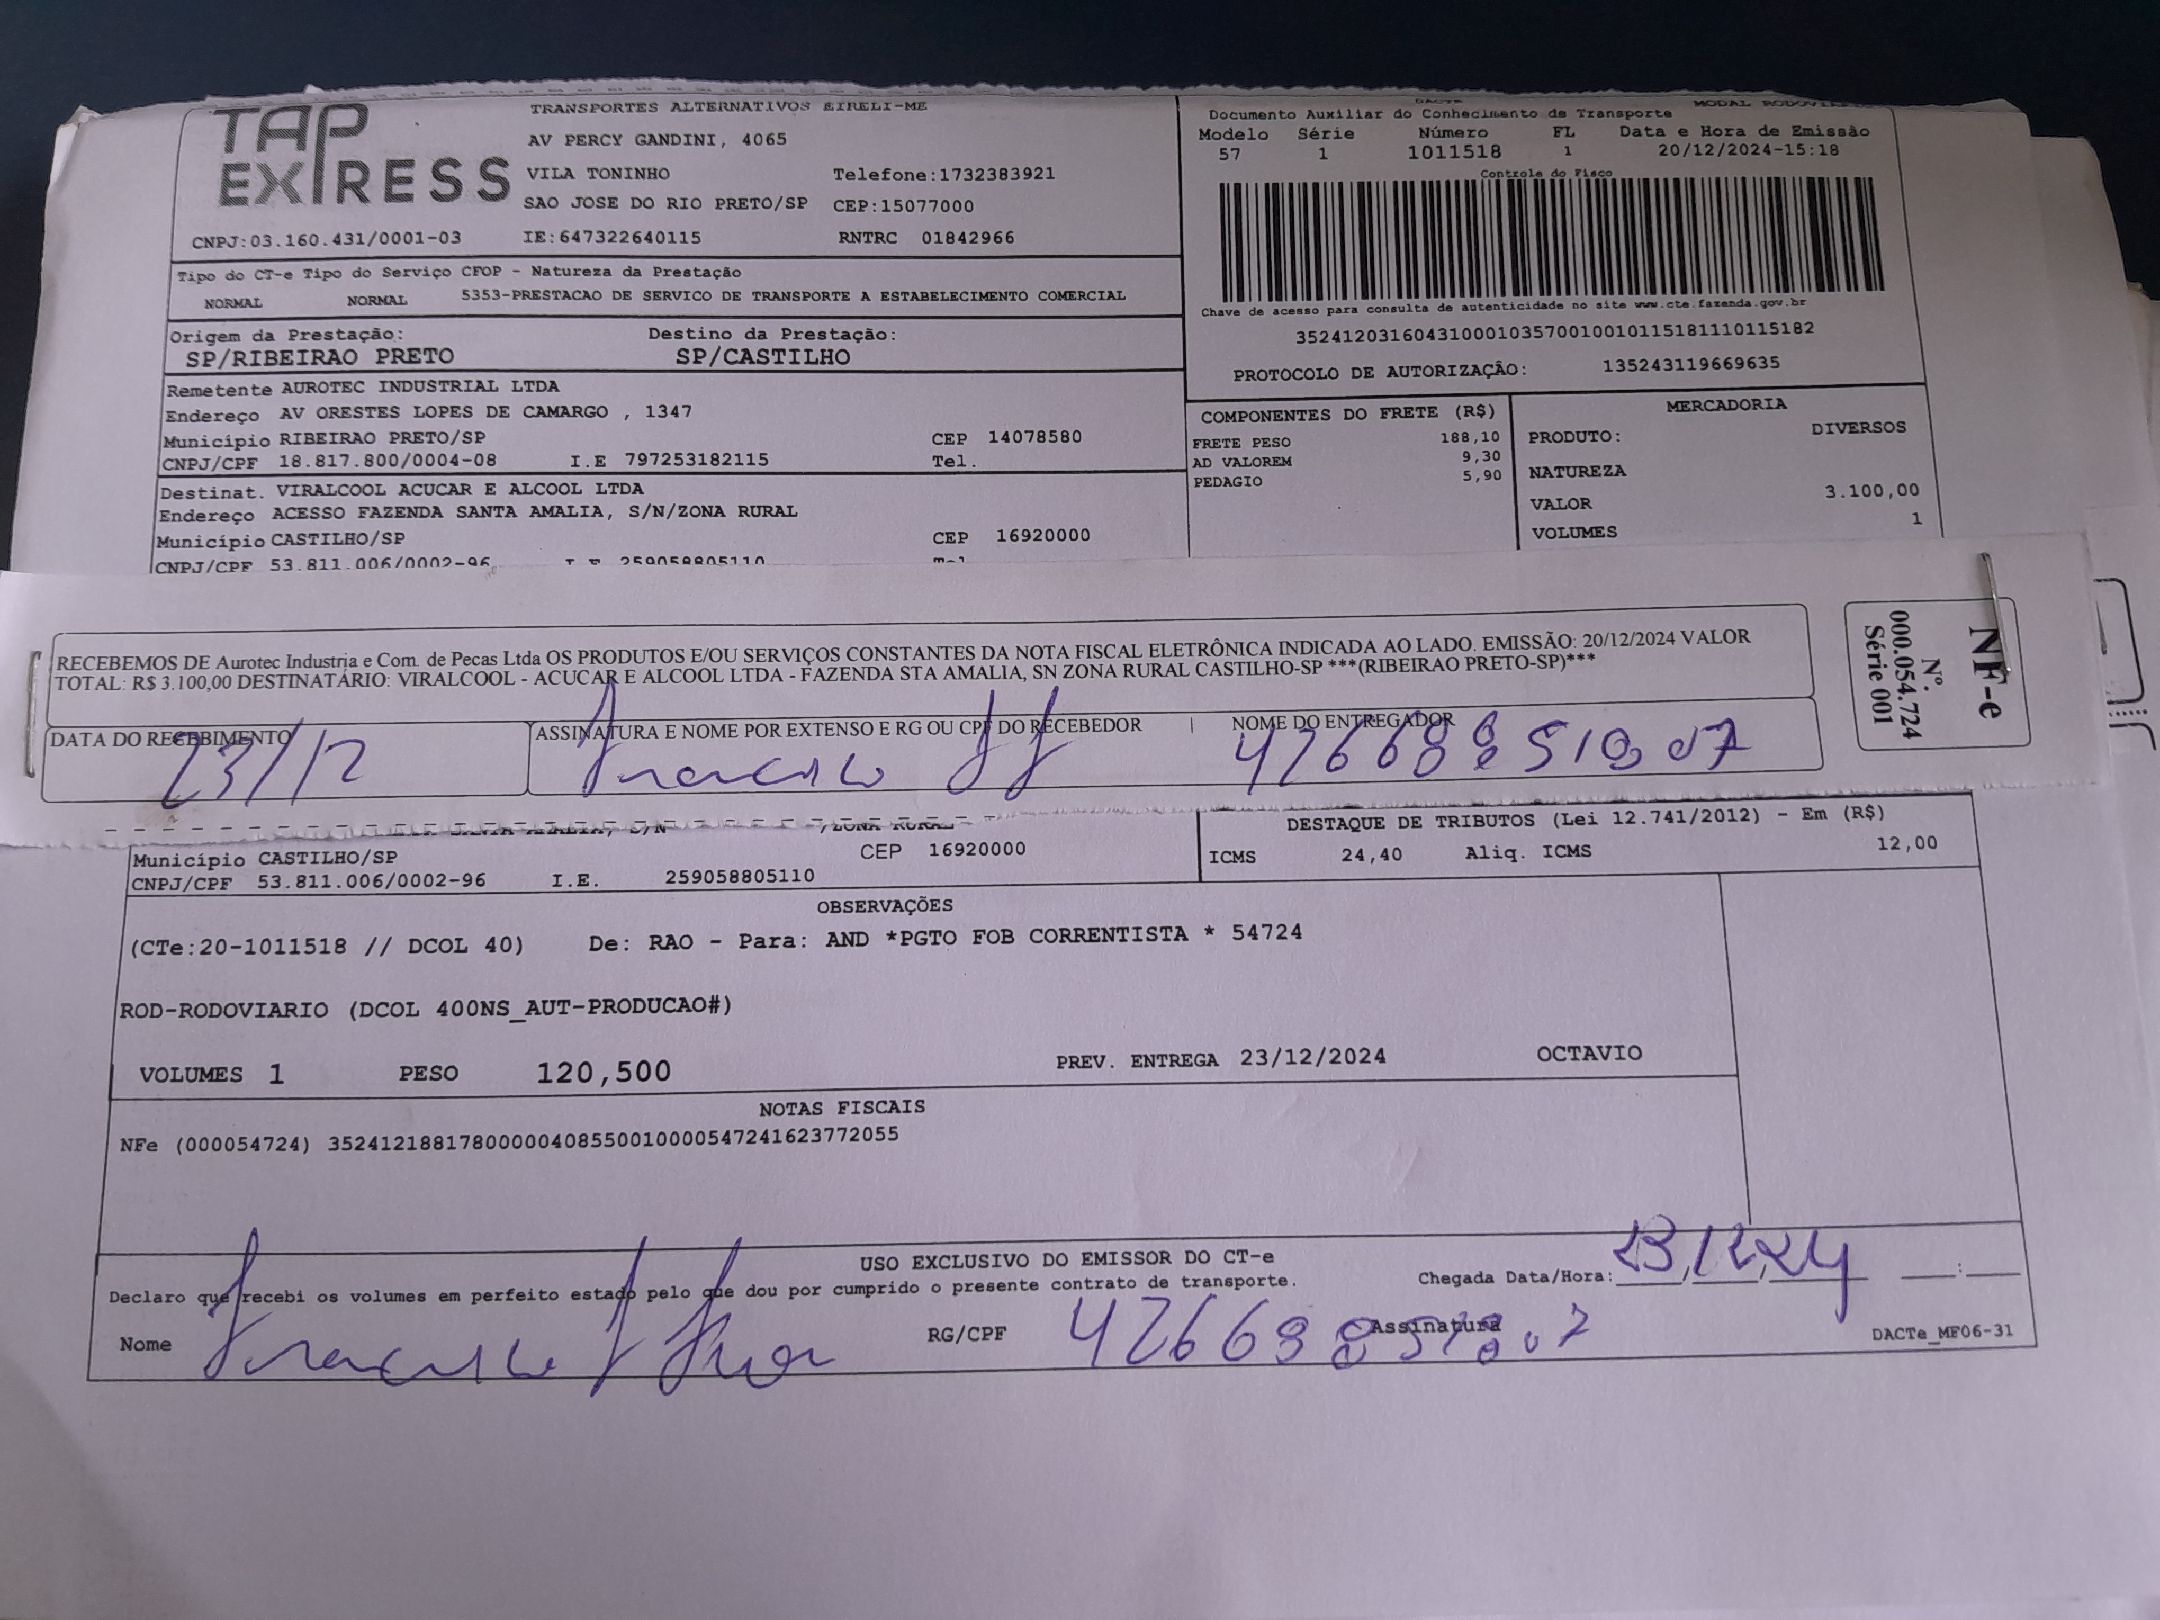 TAP EXPRESS
TRANSPORTES ALTERNATIVOS EIRELI-ME
AV PERCY GANDINI, 4065
VILA TONINHO Telefone:1732383921
SAO JOSE DO RIO PRETO/SP CEP:15077000
CNPJ:03.160.431/0001-03 IE:647322640115 RNTRC 01842966
DACTE MODAL
Documento Auxiliar do Conhecimento de Transporte
Modelo Série Número FL Data e Hora de Emissão
57 1 1011518 1 20/12/2024-15:18
Controle do Fisco
Chave de acesso para consulta de autenticidade no site www.cte.fazenda.gov.br
35241203160431000103570010010115181110115182
PROTOCOLO DE AUTORIZAÇÂO: 135243119669635
Tipo do CT-e Tipo do Serviço CFOP - Natureza da Prestação
NORMAL NORMAL 5353-PRESTACAO DE SERVICO DE TRANSPORTE A ESTABELECIMENTO COMERCIAL
Origem da Prestação: Destino da Prestação:
SP/RIBEIRAO PRETO SP/CASTILHO
Remetente AUROTEC INDUSTRIAL LTDA
Endereço AV ORESTES LOPES DE CAMARGO , 1347
Município RIBEIRAO PRETO/SP CEP 14078580
CNPJ/CPF 18.817.800/0004-08 I.E 797253182115 Tel.
Destinat. VIRALCOOL ACUCAR E ALCOOL LTDA
Endereço ACESSO FAZENDA SANTA AMALIA, S/N/ZONA RURAL
Município CASTILHO/SP CEP 16920000
CNPJ/CPF 53.811.006/0002-96 I.E 259058805110
COMPONENTES DO FRETE (R$)
FRETE PESO 188,10
AD VALOREM 9,30
PEDAGIO 5,90
MERCADORIA
PRODUTO: DIVERSOS
NATUREZA
VALOR 3.100,00
VOLUMES 1
RECEBEMOS DE Aurotec Industria e Com. de Pecas Ltda OS PRODUTOS E/OU SERVIÇOS CONSTANTES DA NOTA FISCAL ELETRÔNICA INDICADA AO LADO. EMISSÃO: 20/12/2024 VALOR
TOTAL: R$ 3.100,00 DESTINATÁRIO: VIRALCOOL - ACUCAR E ALCOOL LTDA - FAZENDA STA AMALIA, SN ZONA RURAL CASTILHO-SP ***(RIBEIRAO PRETO-SP)***
DATA DO RECEBIMENTO ASSINATURA E NOME POR EXTENSO E RG OU CPF DO RECEBEDOR NOME DO ENTREGADOR
23/12
NF-e
Nº.
000.054.724
Série 001
Município CASTILHO/SP CEP 16920000
CNPJ/CPF 53.811.006/0002-96 I.E. 259058805110
DESTAQUE DE TRIBUTOS (Lei 12.741/2012) - Em (R$)
ICMS 24,40 Aliq. ICMS 12,00
OBSERVAÇÕES
(CTe:20-1011518 // DCOL 40) De: RAO - Para: AND *PGTO FOB CORRENTISTA * 54724
ROD-RODOVIARIO (DCOL 400NS_AUT-PRODUCAO#)
VOLUMES 1 PESO 120,500 PREV. ENTREGA 23/12/2024 OCTAVIO
NOTAS FISCAIS
NFe (000054724) 35241218817800000408550010000547241623772055
USO EXCLUSIVO DO EMISSOR DO CT-e
Declaro que recebi os volumes em perfeito estado pelo que dou por cumprido o presente contrato de transporte. Chegada Data/Hora: 23/12/24 :
Nome RG/CPF Assinatura DACTe_MF06-31